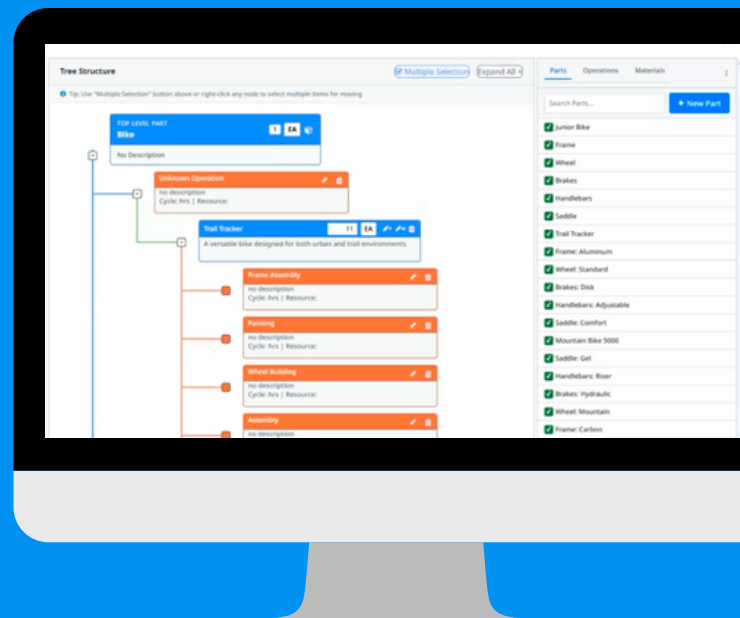 Tree Structure
Multiple Selection
Expand All
Tip: Use "Multiple Selection" button above or right-click any node to select multiple items for moving
TOP LEVEL PART
Bike
1 EA
No Description
Unknown Operation
no description
Cycle: hrs | Resource:
Trail Tracker
11 EA
A versatile bike designed for both urban and trail environments
Frame Assembly
no description
Cycle: hrs | Resource:
Painting
no description
Cycle: hrs | Resource:
Wheel Building
no description
Cycle: hrs | Resource:
Assembly
no description
Parts Operations Materials
Search Parts...
+ New Part
Junior Bike
Frame
Wheel
Brakes
Handlebars
Saddle
Trail Tracker
Frame: Aluminum
Wheel: Standard
Brakes: Disk
Handlebars: Adjustable
Saddle: Comfort
Mountain Bike 5000
Saddle: Gel
Handlebars: Riser
Brakes: Hydraulic
Wheel: Mountain
Frame: Carbon